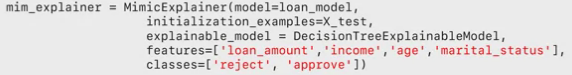 mim_explainer = MimicExplainer(model=loan_model,
initialization_examples=X_test,
explainable_model = DecisionTreeExplainableModel,
features=['loan_amount','income','age','marital_status'],
classes=['reject', 'approve'])